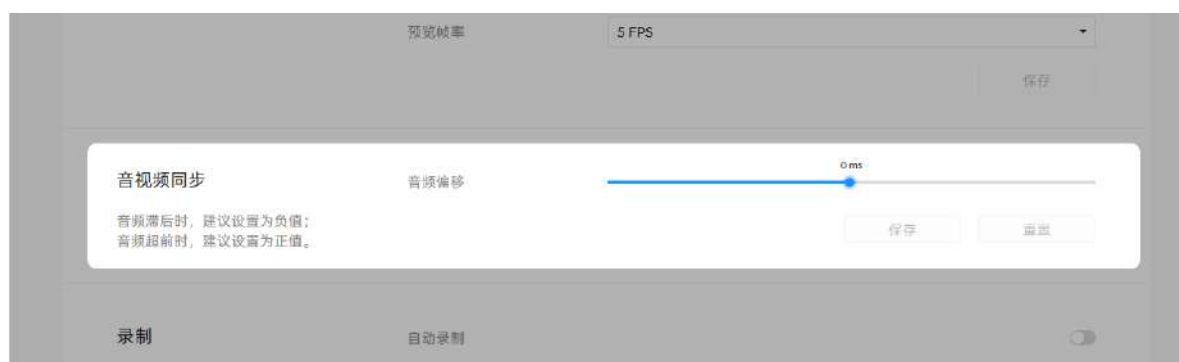 预览帧率
5 FPS
保存
音视频同步
音频偏移
0 ms
音频滞后时，建议设置为负值；
音频超前时，建议设置为正值。
保存
重置
录制
自动录制